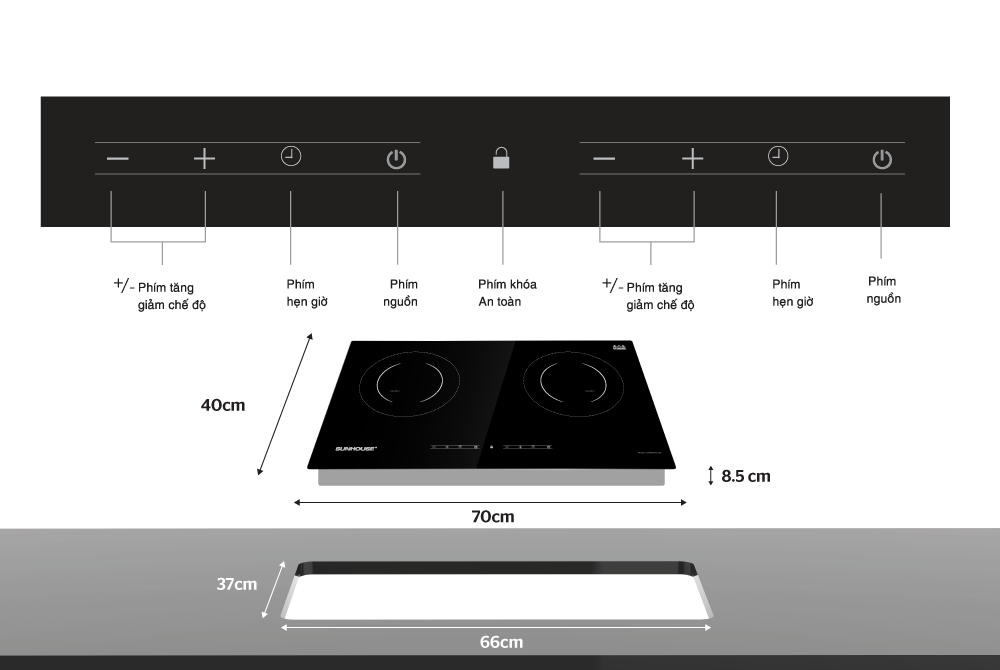 +/- Phím tăng
giảm chế độ
Phím
hẹn giờ
Phím
nguồn
Phím khóa
An toàn
+/- Phím tăng
giảm chế độ
Phím
hẹn giờ
Phím
nguồn
40cm
SUNHOUSE
8.5 cm
70cm
37cm
66cm